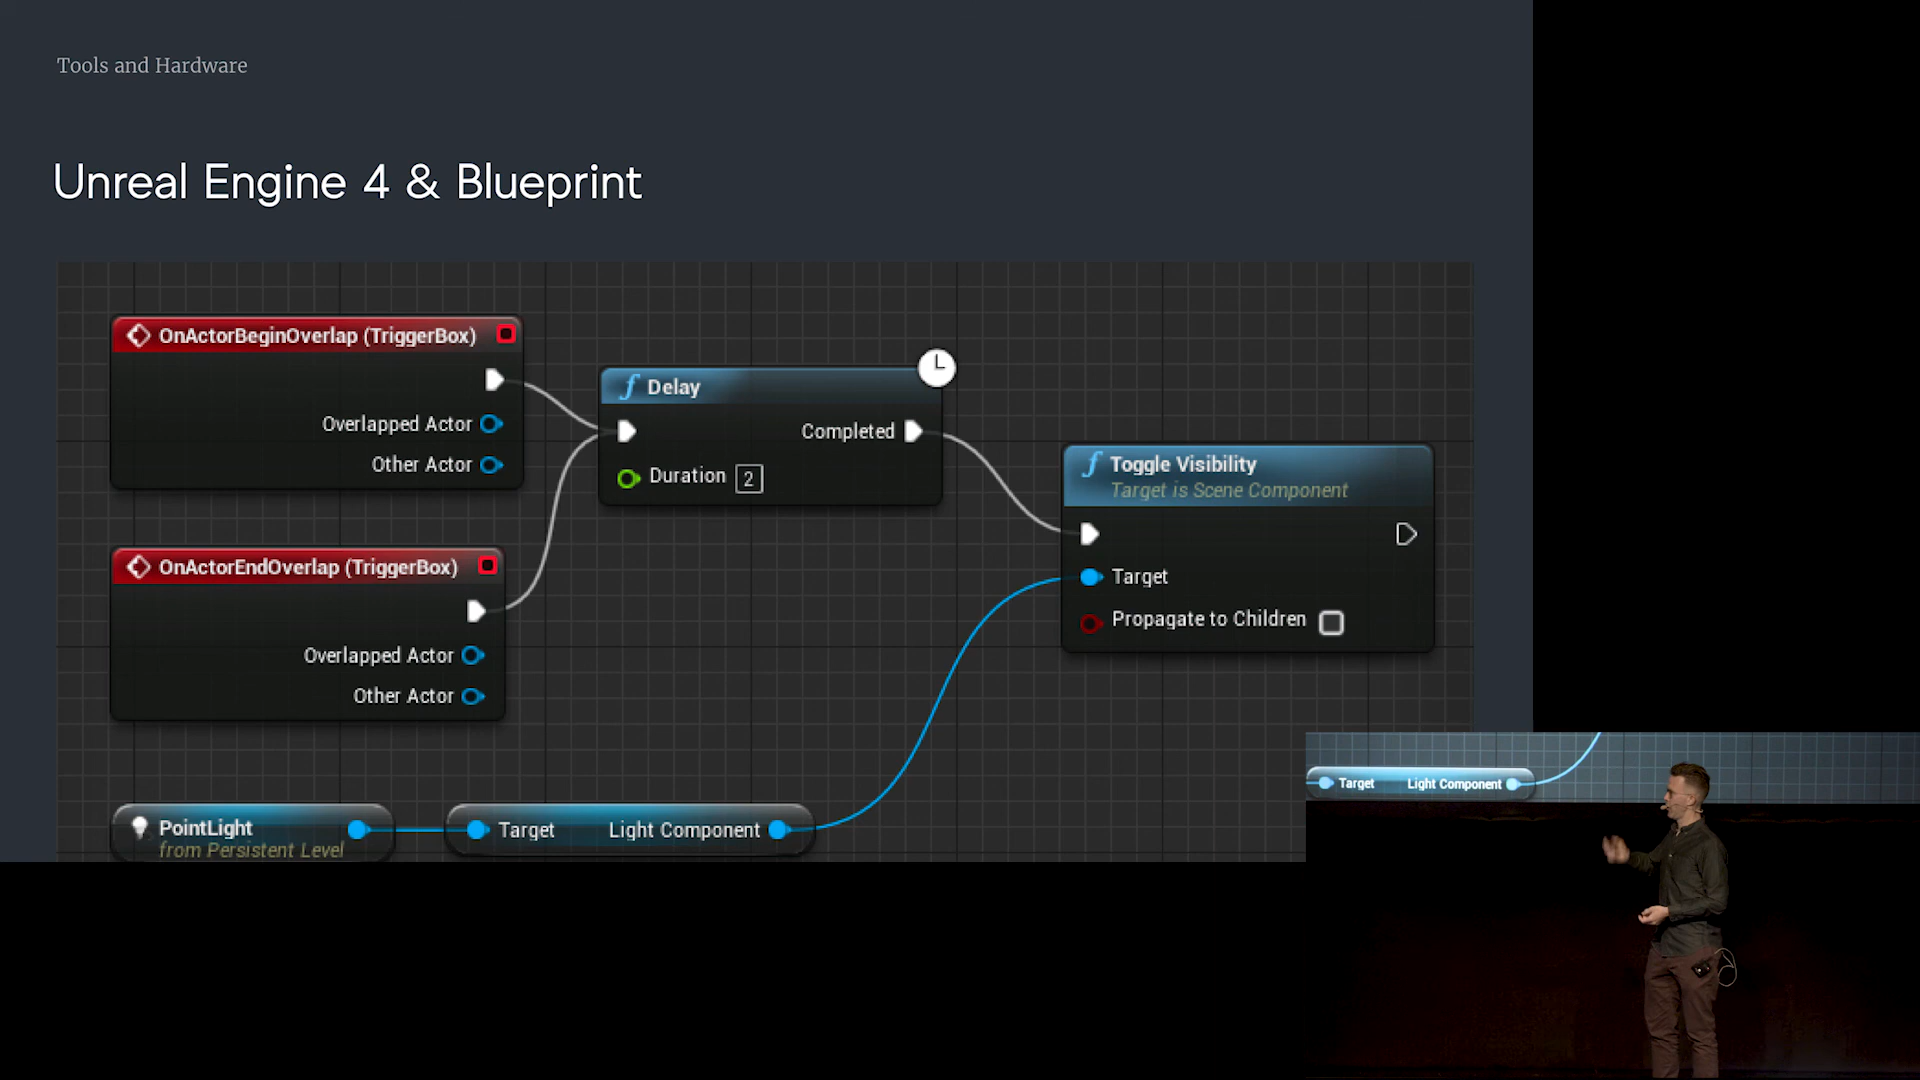 Tools and Hardware
Unreal Engine 4 & Blueprint
OnActorBeginOverlap (TriggerBox)
Overlapped Actor
Other Actor
f Delay
Completed
Duration 2
f Toggle Visibility
Target is Scene Component
Target
Propagate to Children
OnActorEndOverlap (TriggerBox)
Overlapped Actor
Other Actor
PointLight
from Persistent Level
Target Light Component
Target Light Component